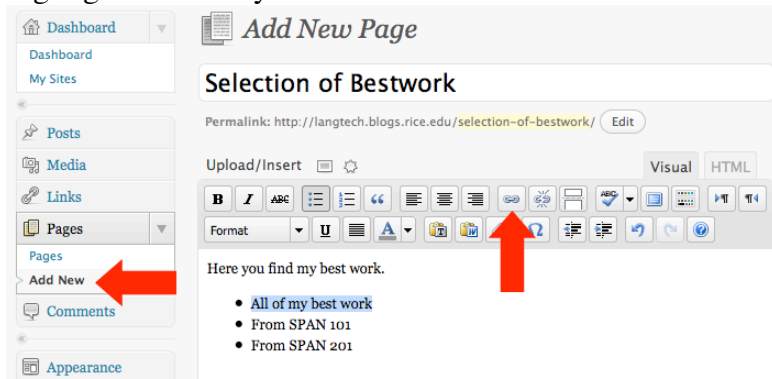 Dashboard
Dashboard
My Sites
Posts
Media
Links
Pages
Pages
Add New
Comments
Appearance
Add New Page
Selection of Bestwork
Permalink: http://langtech.blogs.rice.edu/selection-of-bestwork/ Edit
Upload/Insert
Visual HTML
B I ABC ABC
Format U A T W Ω
Here you find my best work.
All of my best work
From SPAN 101
From SPAN 201